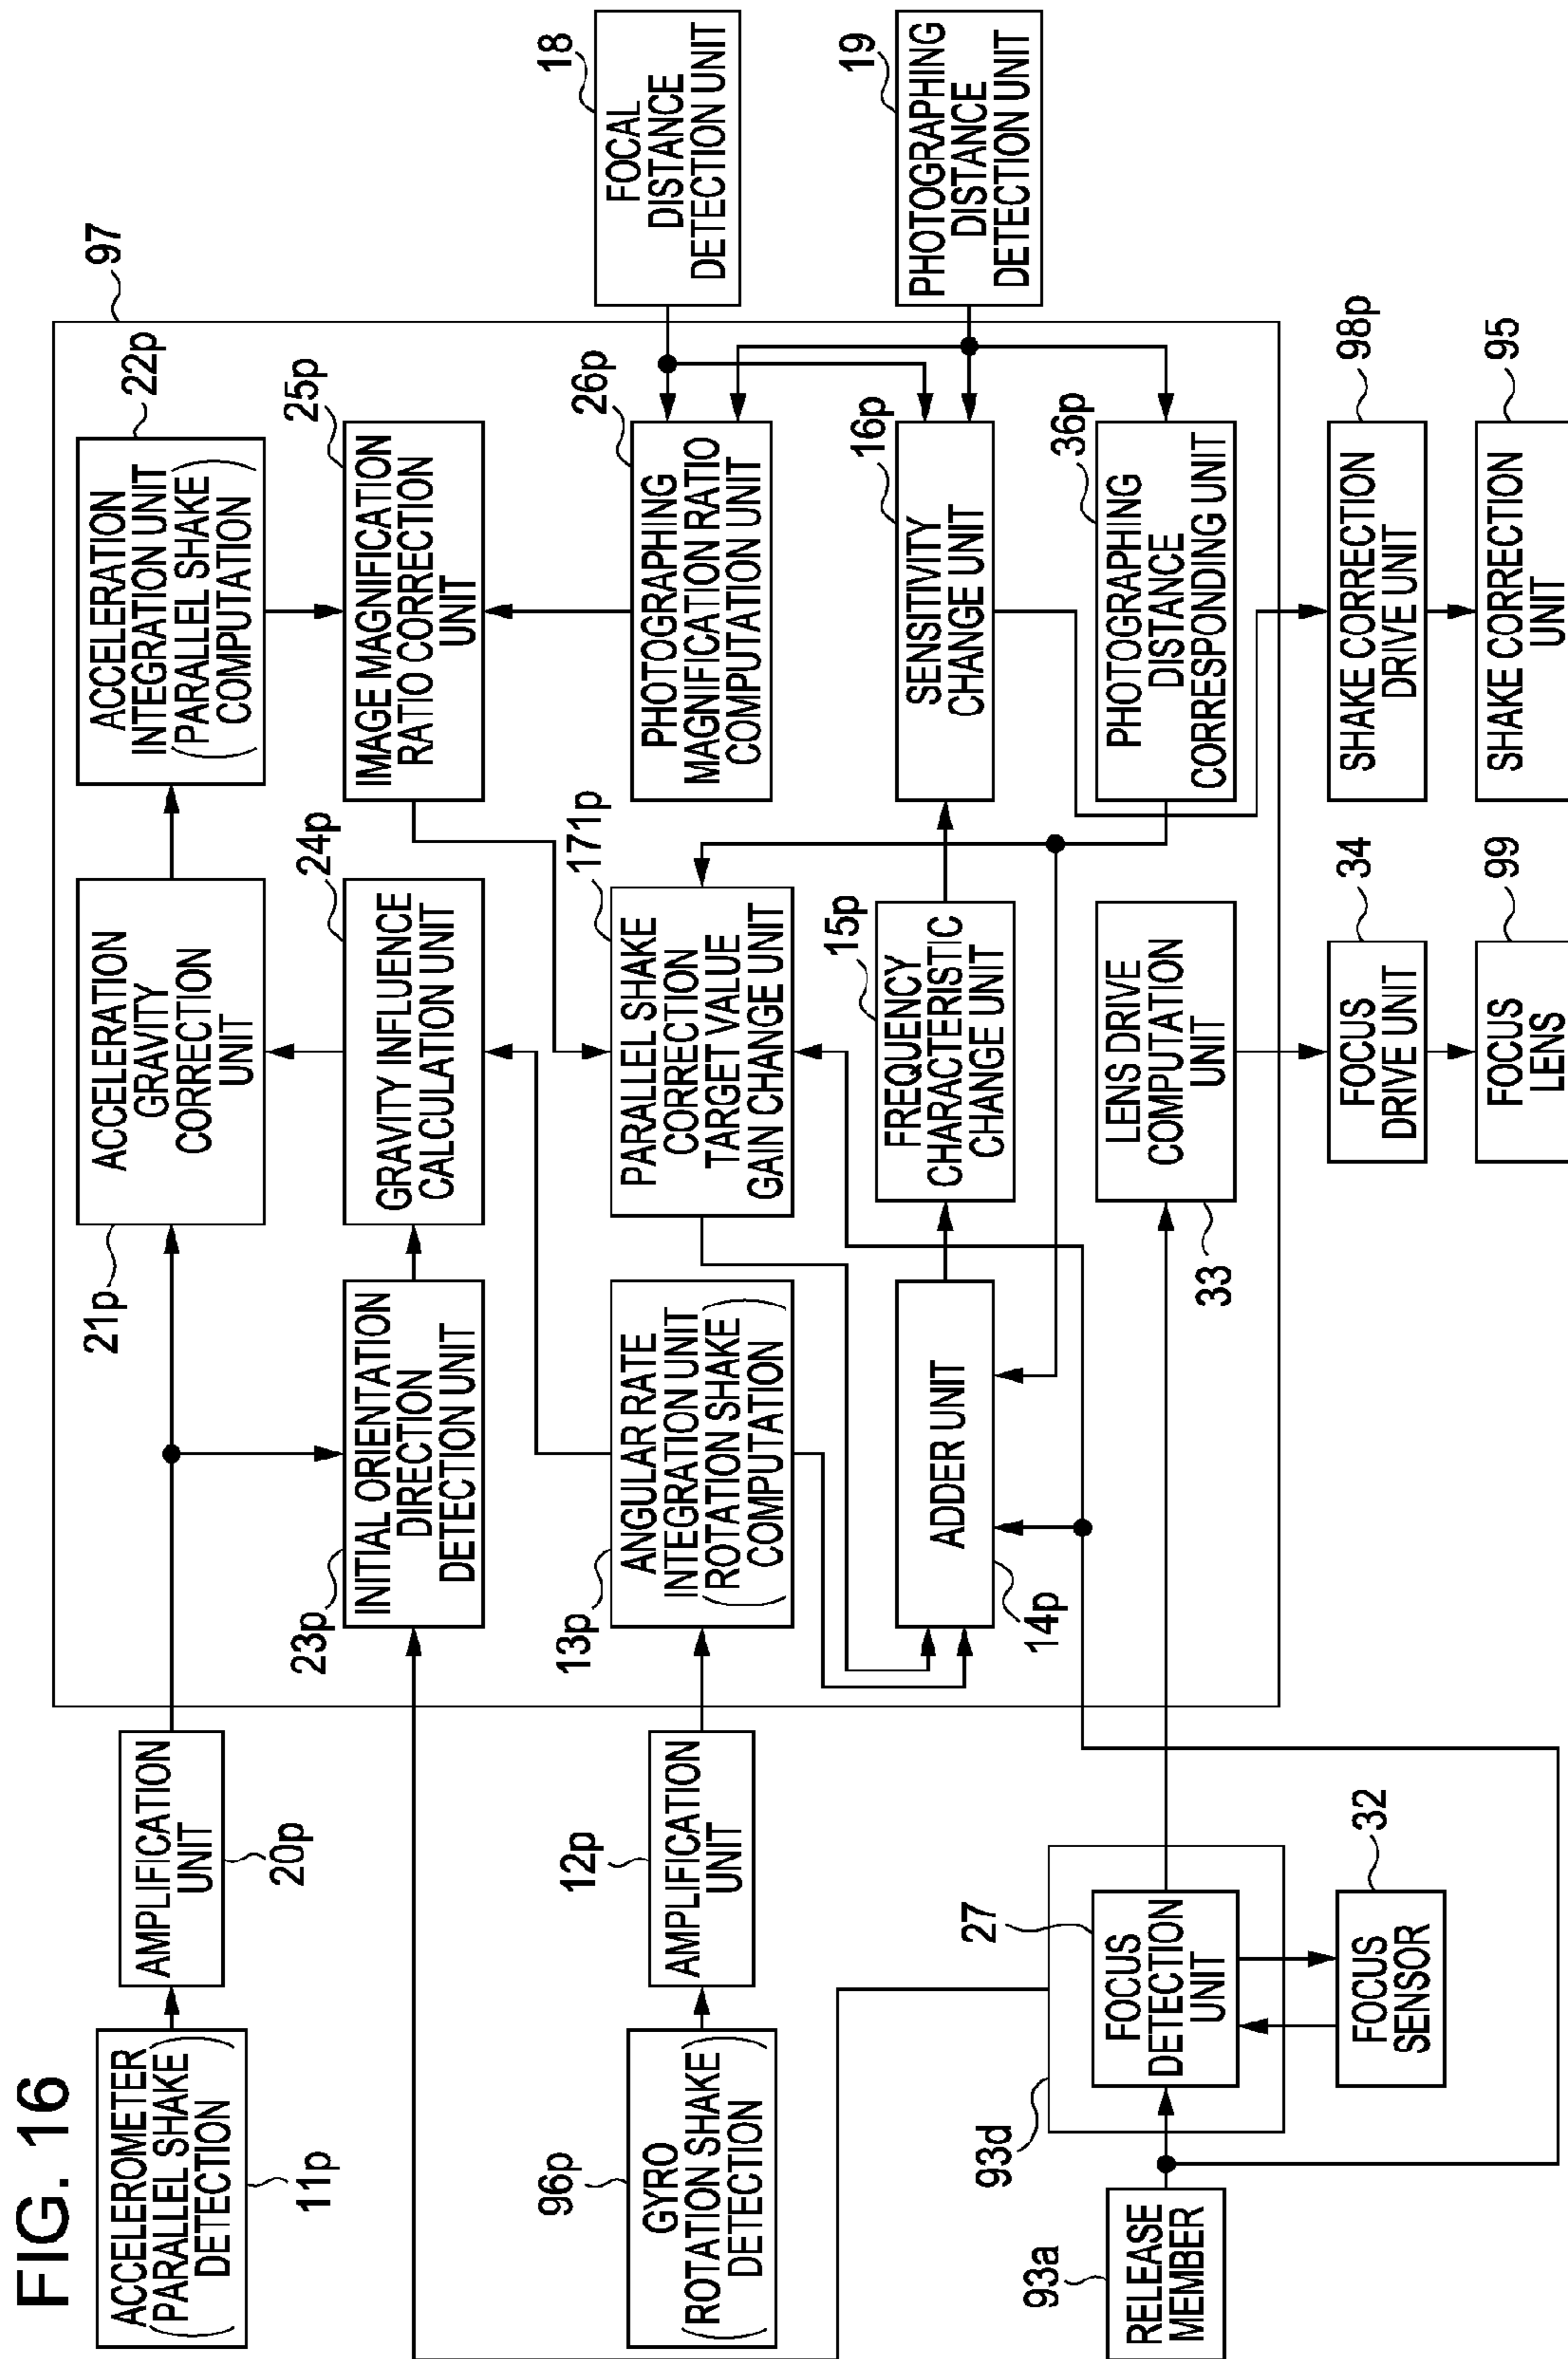 FIG. 16
ACCELEROMETER
(PARALLEL SHAKE
DETECTION)
11p
AMPLIFICATION
UNIT
20p
21p
ACCELERATION
GRAVITY
CORRECTION
UNIT
ACCELERATION
INTEGRATION UNIT
(PARALLEL SHAKE
COMPUTATION)
22p
97
23p
INITIAL ORIENTATION
DIRECTION
DETECTION UNIT
GRAVITY INFLUENCE
CALCULATION UNIT
24p
IMAGE MAGNIFICATION
RATIO CORRECTION
UNIT
25p
96p
GYRO
(ROTATION SHAKE
DETECTION)
12p
AMPLIFICATION
UNIT
13p
ANGULAR RATE
INTEGRATION UNIT
(ROTATION SHAKE
COMPUTATION)
PARALLEL SHAKE
CORRECTION
TARGET VALUE
GAIN CHANGE UNIT
171p
PHOTOGRAPHING
MAGNIFICATION RATIO
COMPUTATION UNIT
26p
FOCAL
DISTANCE
DETECTION UNIT
18
ADDER UNIT
14p
FREQUENCY
CHARACTERISTIC
CHANGE UNIT
15p
SENSITIVITY
CHANGE UNIT
16p
PHOTOGRAPHING
DISTANCE
DETECTION UNIT
19
93a
RELEASE
MEMBER
93d
27
FOCUS
DETECTION
UNIT
FOCUS
SENSOR
32
LENS DRIVE
COMPUTATION
UNIT
33
PHOTOGRAPHING
DISTANCE
CORRESPONDING UNIT
36p
FOCUS
DRIVE UNIT
34
SHAKE CORRECTION
DRIVE UNIT
98p
FOCUS
LENS
99
SHAKE CORRECTION
UNIT
95